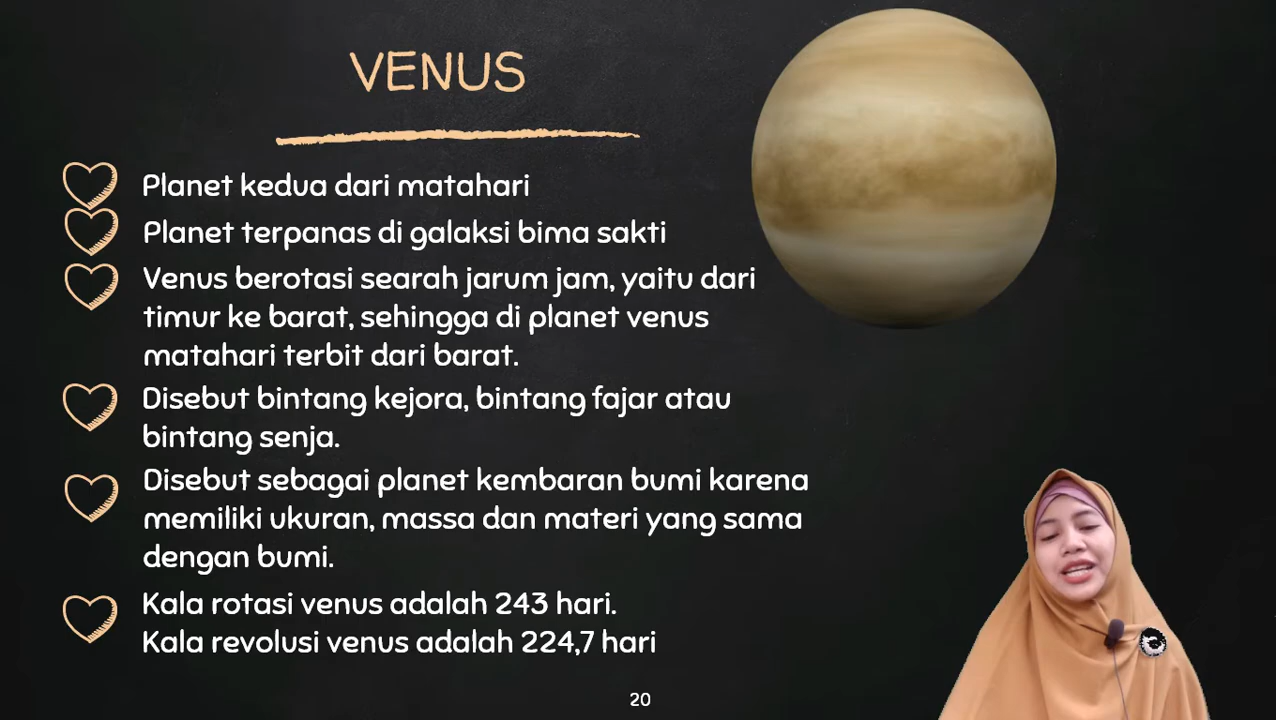 VENUS
Planet kedua dari matahari
Planet terpanas di galaksi bima sakti
Venus berotasi searah jarum jam, yaitu dari
timur ke barat, sehingga di planet venus
matahari terbit dari barat.
Disebut bintang kejora, bintang fajar atau
bintang senja.
Disebut sebagai planet kembaran bumi karena
memiliki ukuran, massa dan materi yang sama
dengan bumi.
Kala rotasi venus adalah 243 hari.
Kala revolusi venus adalah 224,7 hari
20